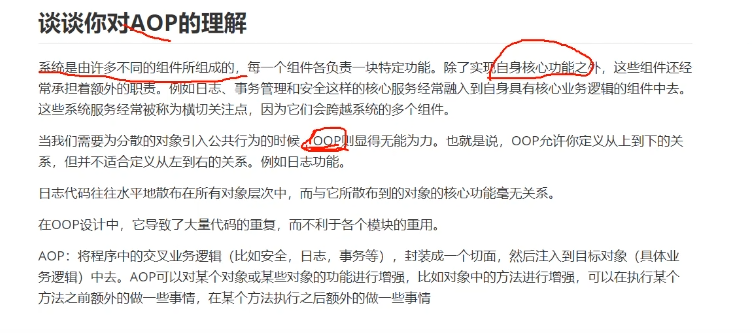 谈谈你对AOP的理解
系统是由许多不同的组件所组成的，每一个组件各负责一块特定功能。除了实现自身核心功能之外，这些组件还经
常承担着额外的职责。例如日志、事务管理和安全这样的核心服务经常融入到自身具有核心业务逻辑的组件中去。
这些系统服务经常被称为横切关注点，因为它们会跨越系统的多个组件。
当我们需要为分散的对象引入公共行为的时候，OOP则显得无能为力。也就是说，OOP允许你定义从上到下的关
系，但并不适合定义从左到右的关系。例如日志功能。
日志代码往往水平地散布在所有对象层次中，而与它所散布到的对象的核心功能毫无关系。
在OOP设计中，它导致了大量代码的重复，而不利于各个模块的重用。
AOP：将程序中的交叉业务逻辑（比如安全，日志，事务等），封装成一个切面，然后注入到目标对象（具体业
务逻辑）中去。AOP可以对某个对象或某些对象的功能进行增强，比如对象中的方法进行增强，可以在执行某个
方法之前额外的做一些事情，在某个方法执行之后额外的做一些事情